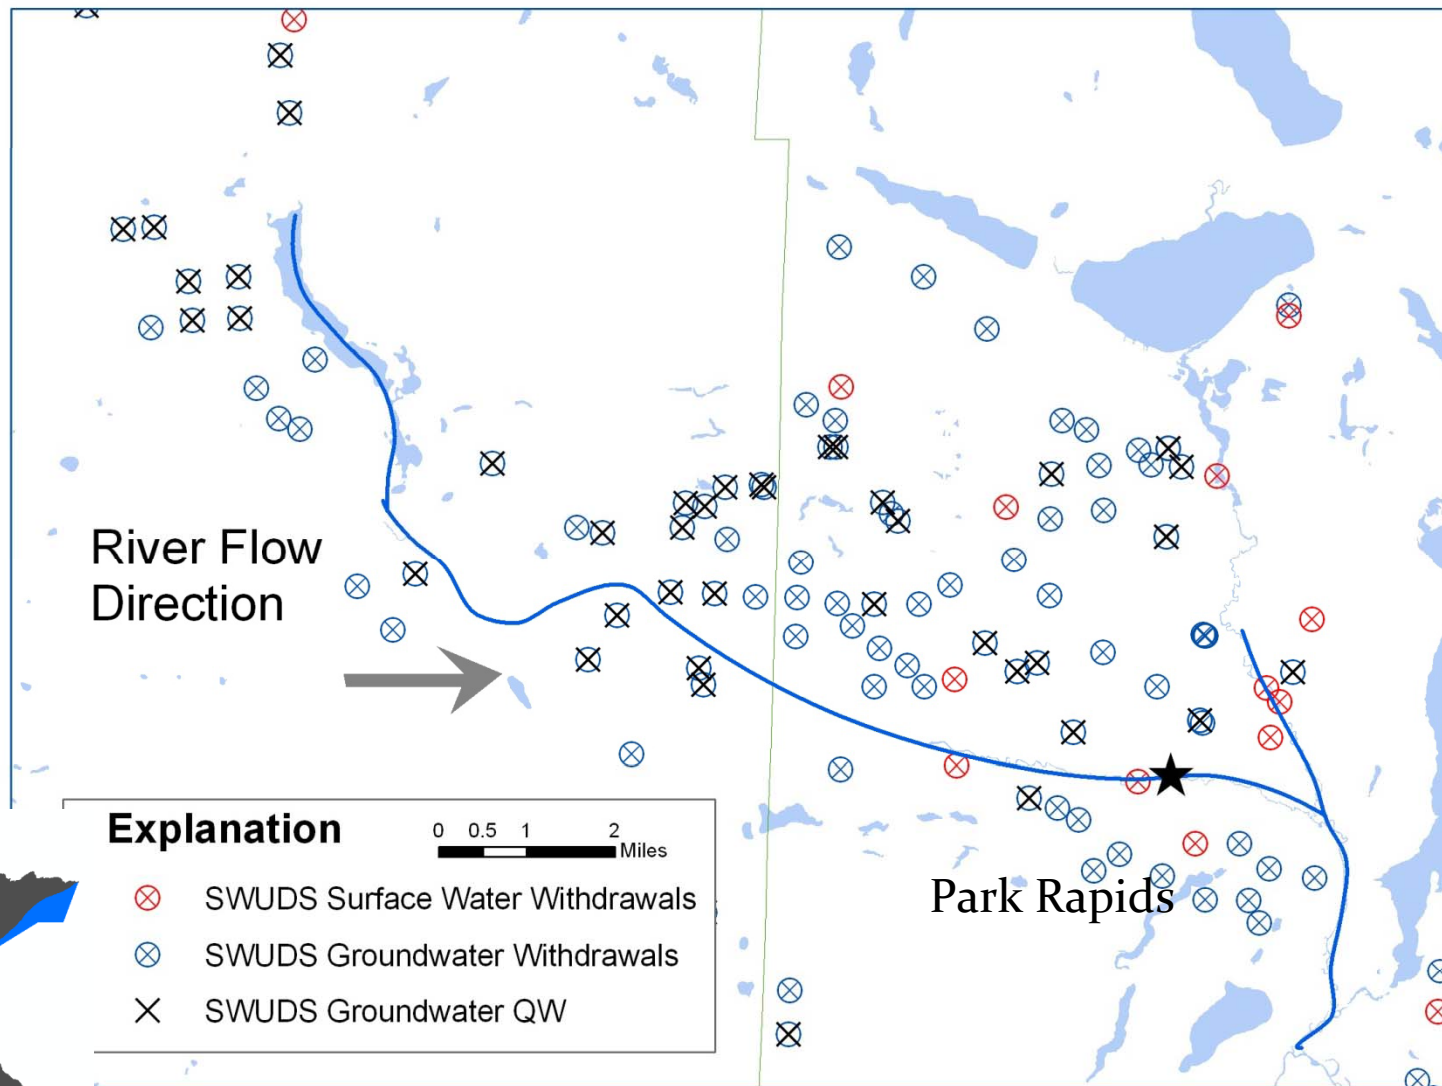 River Flow
Direction
Explanation
0 0.5 1 2
Miles
SWUDS Surface Water Withdrawals
SWUDS Groundwater Withdrawals
SWUDS Groundwater QW
Park Rapids